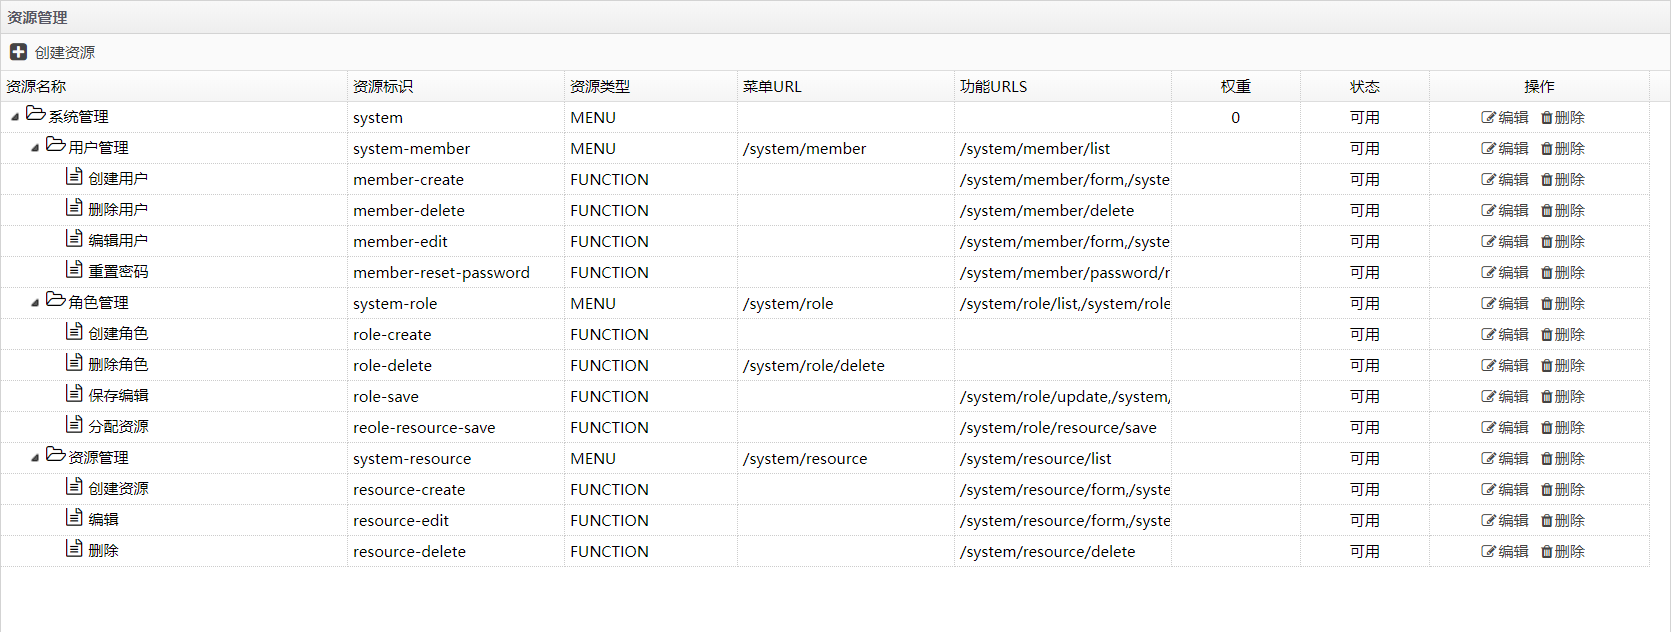 资源管理
创建资源
资源名称 资源标识 资源类型 菜单URL 功能URLS 权重 状态 操作
系统管理 system MENU 0 可用 编辑 删除
用户管理 system-member MENU /system/member /system/member/list 可用 编辑 删除
创建用户 member-create FUNCTION /system/member/form,/syste 可用 编辑 删除
删除用户 member-delete FUNCTION /system/member/delete 可用 编辑 删除
编辑用户 member-edit FUNCTION /system/member/form,/syste 可用 编辑 删除
重置密码 member-reset-password FUNCTION /system/member/password/r 可用 编辑 删除
角色管理 system-role MENU /system/role /system/role/list,/system/role 可用 编辑 删除
创建角色 role-create FUNCTION 可用 编辑 删除
删除角色 role-delete FUNCTION /system/role/delete 可用 编辑 删除
保存编辑 role-save FUNCTION /system/role/update,/system, 可用 编辑 删除
分配资源 reole-resource-save FUNCTION /system/role/resource/save 可用 编辑 删除
资源管理 system-resource MENU /system/resource /system/resource/list 可用 编辑 删除
创建资源 resource-create FUNCTION /system/resource/form,/syste 可用 编辑 删除
编辑 resource-edit FUNCTION /system/resource/form,/syste 可用 编辑 删除
删除 resource-delete FUNCTION /system/resource/delete 可用 编辑 删除